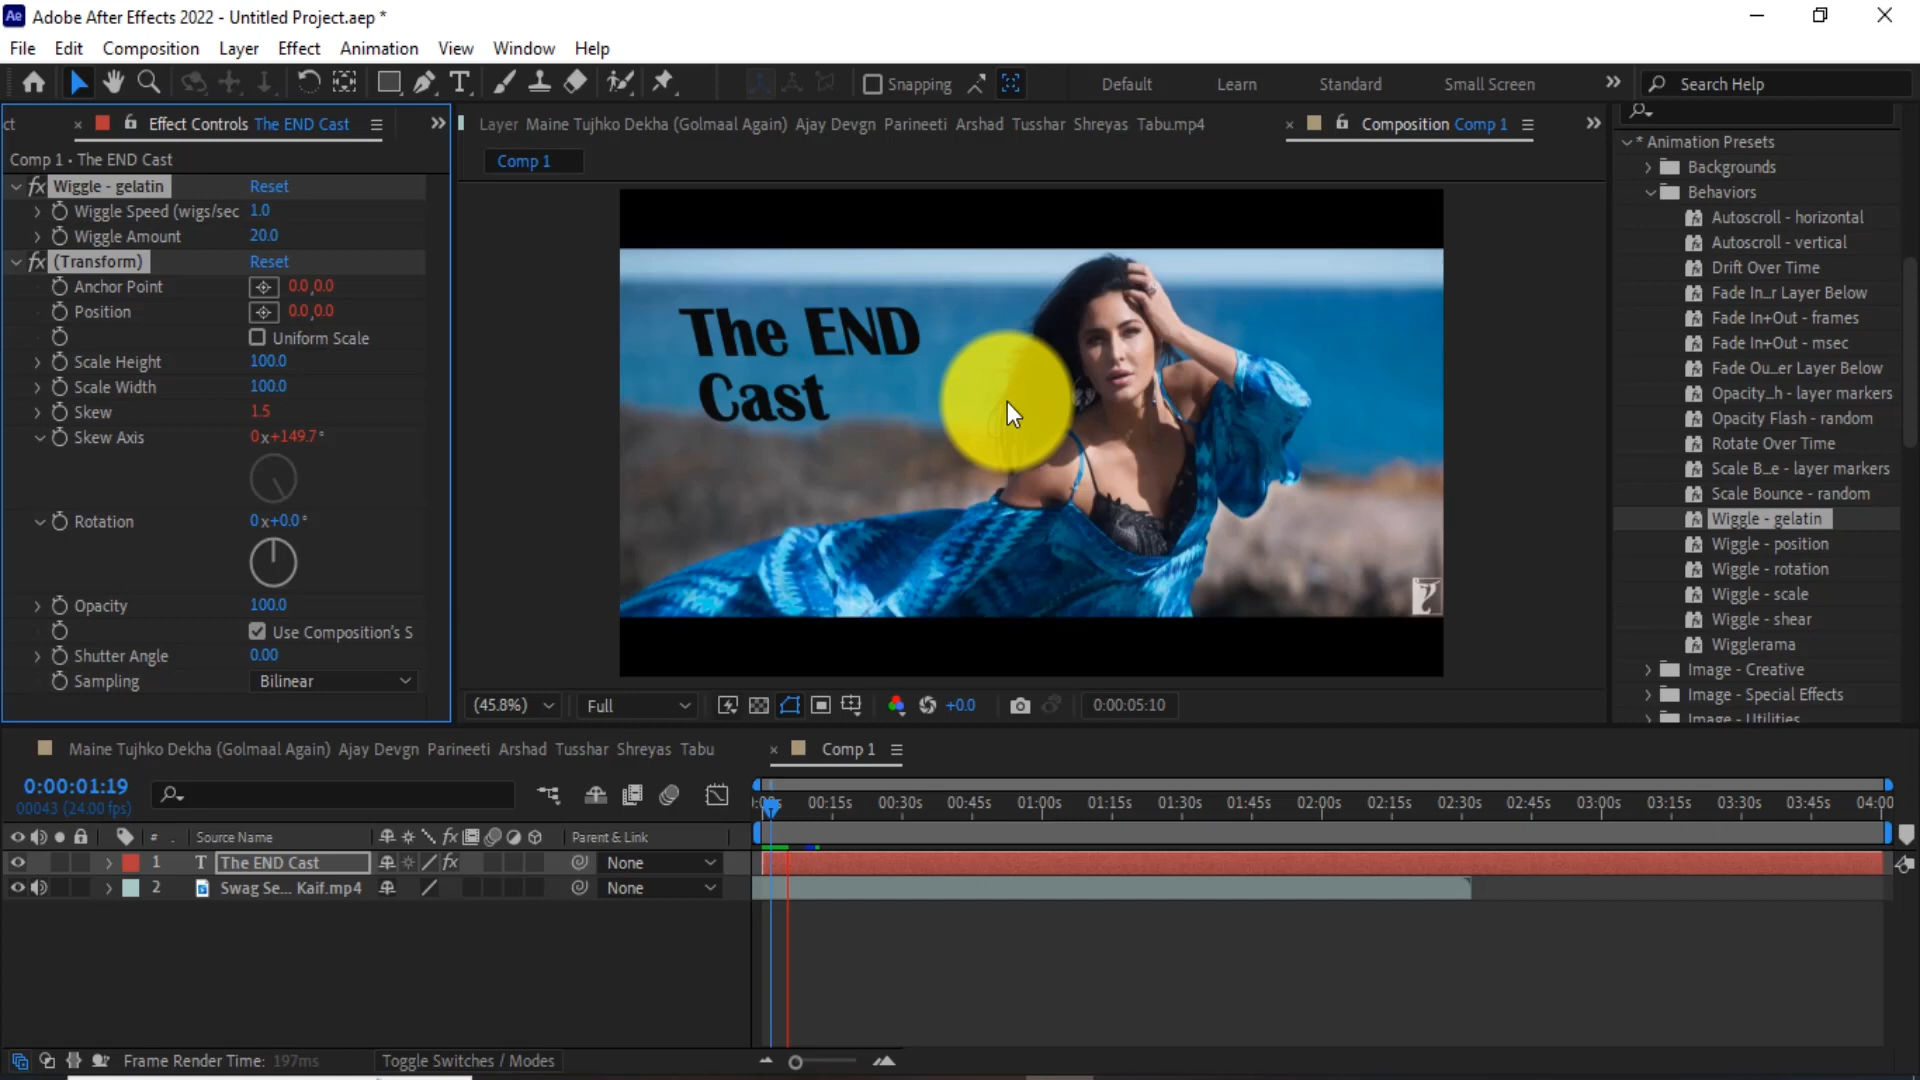 Ae Adobe After Effects 2022 - Untitled Project.aep *
File Edit Composition Layer Effect Animation View Window Help
T Snapping Default Learn Standard Small Screen Search Help
ct Effect Controls The END Cast
Layer Maine Tujhko Dekha (Golmaal Again) Ajay Devgn Parineeti Arshad Tusshar Shreyas Tabu.mp4
Composition Comp 1
Comp 1 • The END Cast
Comp 1
fx Wiggle - gelatin Reset
Wiggle Speed (wigs/sec 1.0
Wiggle Amount 20.0
fx (Transform) Reset
Anchor Point 0.0,0.0
Position 0.0,0.0
Uniform Scale
Scale Height 100.0
Scale Width 100.0
Skew 1.5
Skew Axis 0x+149.7°
Rotation 0x+0.0°
Opacity 100.0
Use Composition's S
Shutter Angle 0.00
Sampling Bilinear
The END
Cast
(45.8%) Full +0.0 0:00:05:10
* Animation Presets
Backgrounds
Behaviors
Autoscroll - horizontal
Autoscroll - vertical
Drift Over Time
Fade In...r Layer Below
Fade In+Out - frames
Fade In+Out - msec
Fade Ou...er Layer Below
Opacity...h - layer markers
Opacity Flash - random
Rotate Over Time
Scale B...e - layer markers
Scale Bounce - random
Wiggle - gelatin
Wiggle - position
Wiggle - rotation
Wiggle - scale
Wiggle - shear
Wigglerama
Image - Creative
Image - Special Effects
Image - Utilities
Maine Tujhko Dekha (Golmaal Again) Ajay Devgn Parineeti Arshad Tusshar Shreyas Tabu
Comp 1
0:00:01:19
00043 (24.00 fps)
00:15s 00:30s 00:45s 01:00s 01:15s 01:30s 01:45s 02:00s 02:15s 02:30s 02:45s 03:00s 03:15s 03:30s 03:45s 04:00
# . Source Name fx Parent & Link
1 T The END Cast fx None
2 Swag Se... Kaif.mp4 None
Frame Render Time: 197ms Toggle Switches / Modes